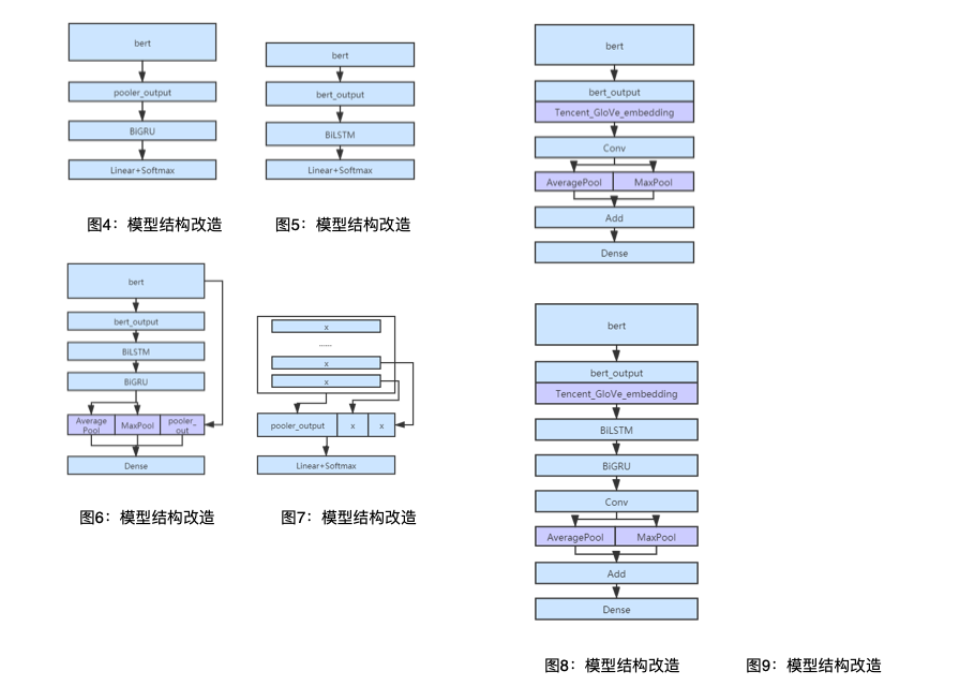 bert
pooler_output
BiGRU
Linear+Softmax
图4：模型结构改造
bert
bert_output
BiLSTM
Linear+Softmax
图5：模型结构改造
bert
bert_output
BiLSTM
BiGRU
Average
Pool
MaxPool
pooler_
out
Dense
图6：模型结构改造
x
......
x
x
pooler_output
x
x
Linear+Softmax
图7：模型结构改造
bert
bert_output
Tencent_GloVe_embedding
Conv
AveragePool
MaxPool
Add
Dense
bert
bert_output
Tencent_GloVe_embedding
BiLSTM
BiGRU
Conv
AveragePool
MaxPool
Add
Dense
图8：模型结构改造
图9：模型结构改造